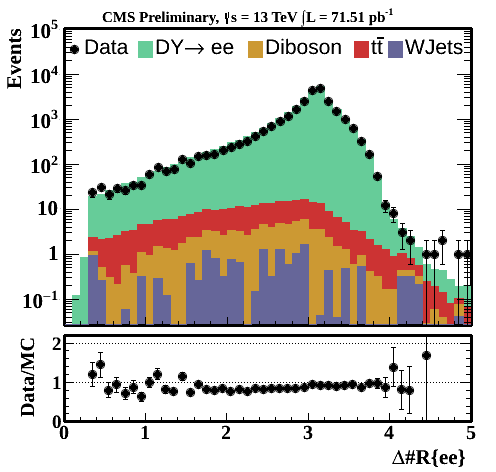 CMS Preliminary, √s = 13 TeV ∫L = 71.51 pb⁻¹
Events
Data DY→ ee Diboson tt̄ WJets
10⁵
10⁴
10³
10²
10
1
10⁻¹
Data/MC
2
1
0
0 1 2 3 4 5
Δ#R{ee}